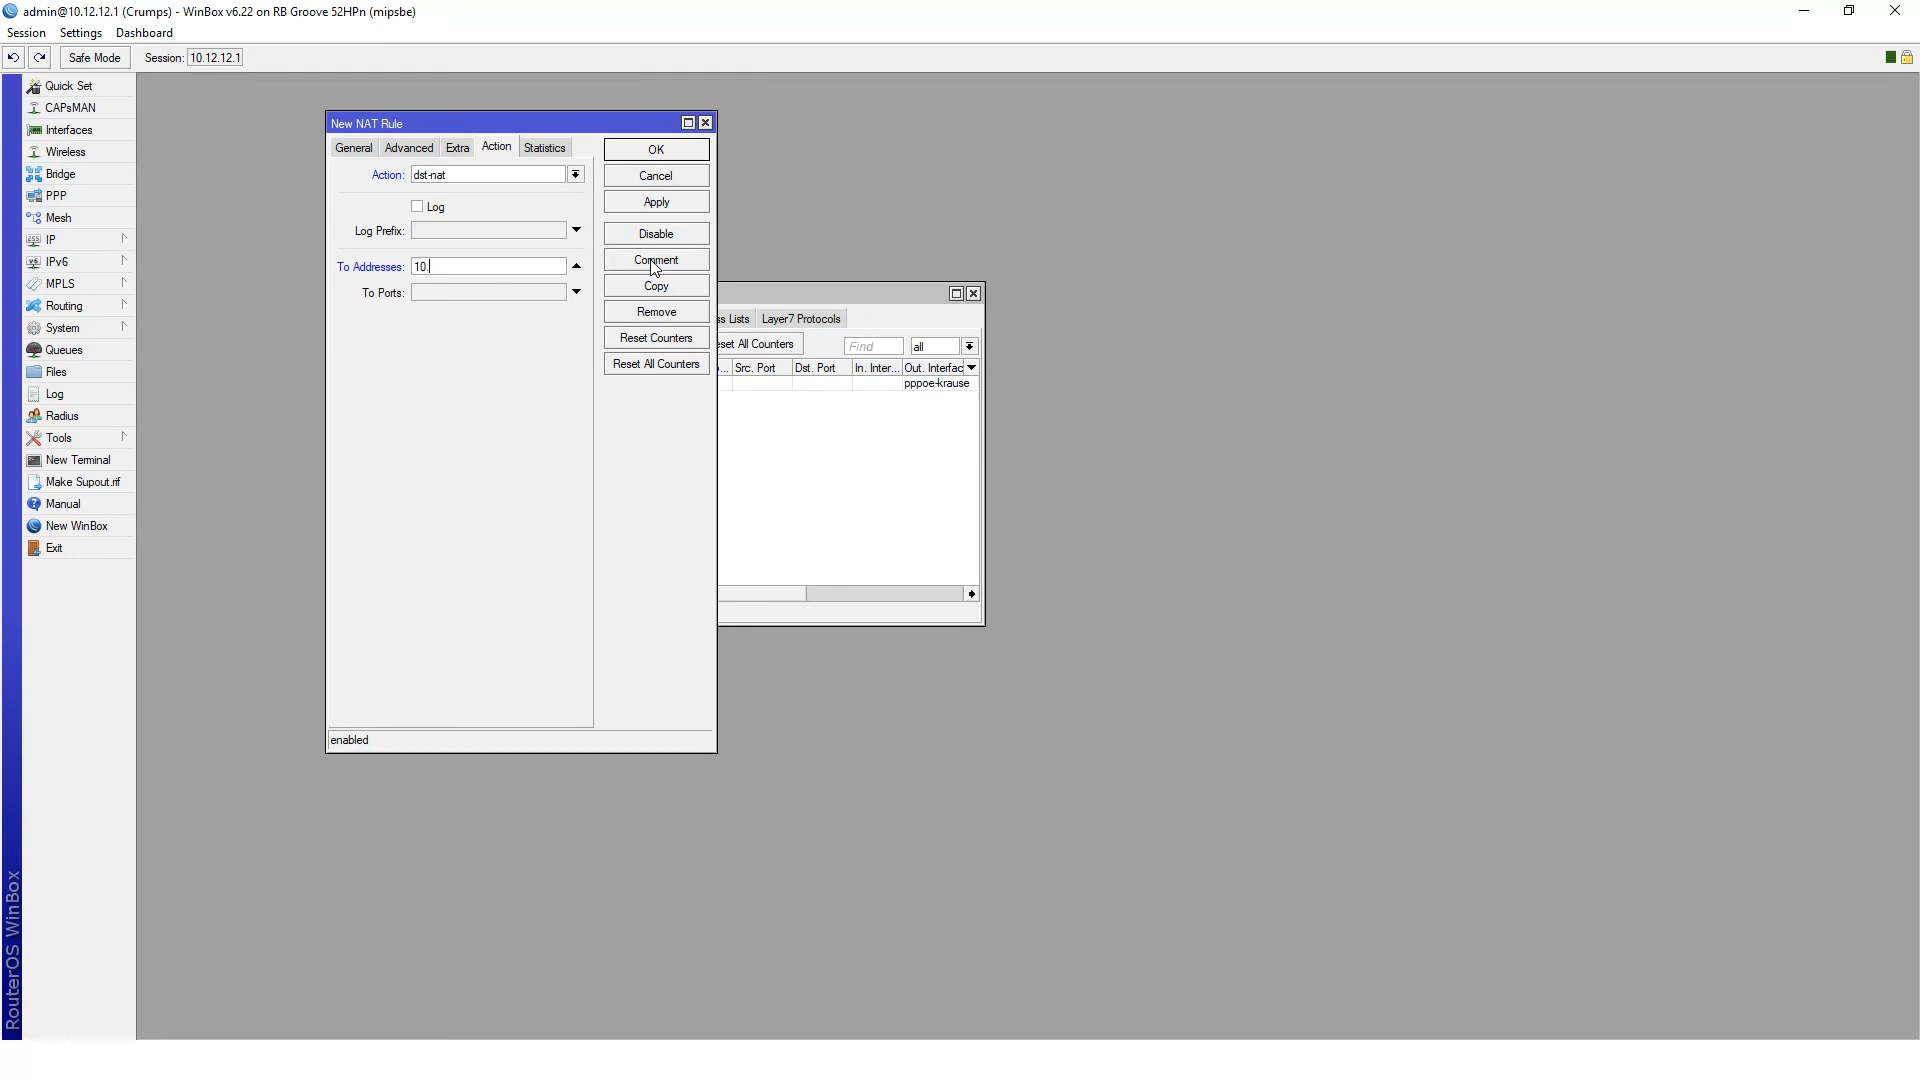 admin@10.12.12.1 (Crumps) - WinBox v6.22 on RB Groove 52HPn (mipsbe)
Session Settings Dashboard
Safe Mode Session: 10.12.12.1
Quick Set
CAPsMAN
Interfaces
Wireless
Bridge
PPP
Mesh
IP
IPv6
MPLS
Routing
System
Queues
Files
Log
Radius
Tools
New Terminal
Make Supout.rif
Manual
New WinBox
Exit
RouterOS WinBox
New NAT Rule
General Advanced Extra Action Statistics
Action: dst-nat
Log
Log Prefix:
To Addresses: 10.
To Ports:
OK
Cancel
Apply
Disable
Comment
Copy
Remove
Reset Counters
Reset All Counters
enabled
ss Lists Layer7 Protocols
eset All Counters Find all
... Src. Port Dst. Port In. Inter... Out. Interfac
pppoe-krause